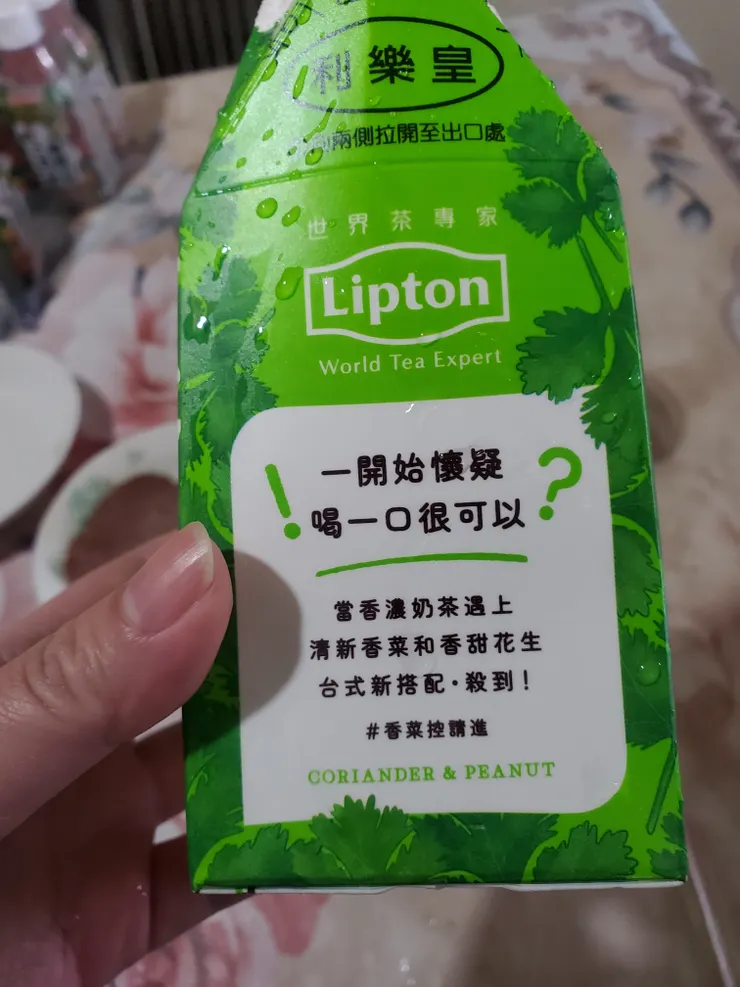 利樂皇
向兩側拉開至出口處
世界茶專家
Lipton
World Tea Expert
一開始懷疑
喝一口很可以
! ?
當香濃奶茶遇上
清新香菜和香甜花生
台式新搭配·殺到!
#香菜控請進
CORIANDER & PEANUT